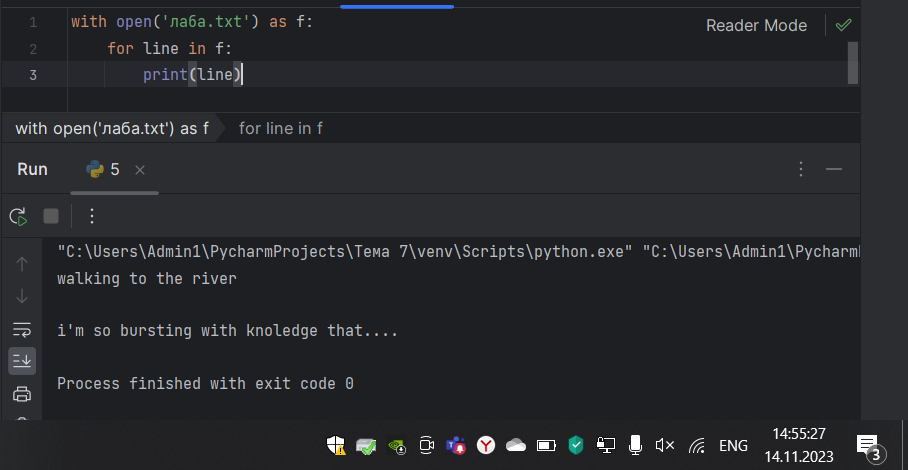 1 with open('лаба.txt') as f:
Reader Mode
2 for line in f:
3 print(line)
with open('лаба.txt') as f for line in f
Run 5
"C:\Users\Admin1\PycharmProjects\Тема 7\venv\Scripts\python.exe" "C:\Users\Admin1\Pycharm
walking to the river
i'm so bursting with knoledge that....
Process finished with exit code 0
ENG
14:55:27
14.11.2023
3